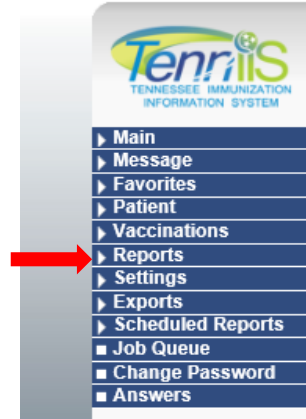 TennIIS
TENNESSEE IMMUNIZATION
INFORMATION SYSTEM
Main
Message
Favorites
Patient
Vaccinations
Reports
Settings
Exports
Scheduled Reports
Job Queue
Change Password
Answers